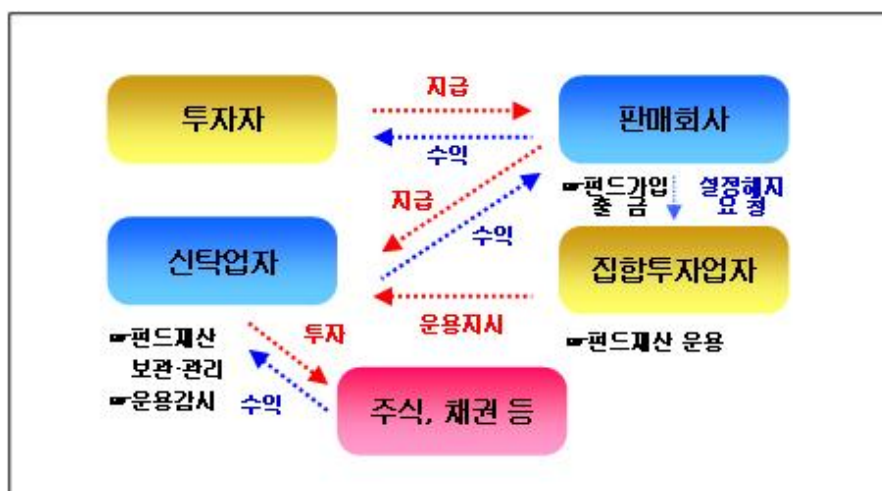 투자자
지급
수익
판매회사
☛펀드가입
출 금
설정해지
요 청
지급
수익
신탁업자
집합투자업자
운용지시
☛펀드재산
보관·관리
☛운용감시
투자
수익
☛펀드재산 운용
주식, 채권 등